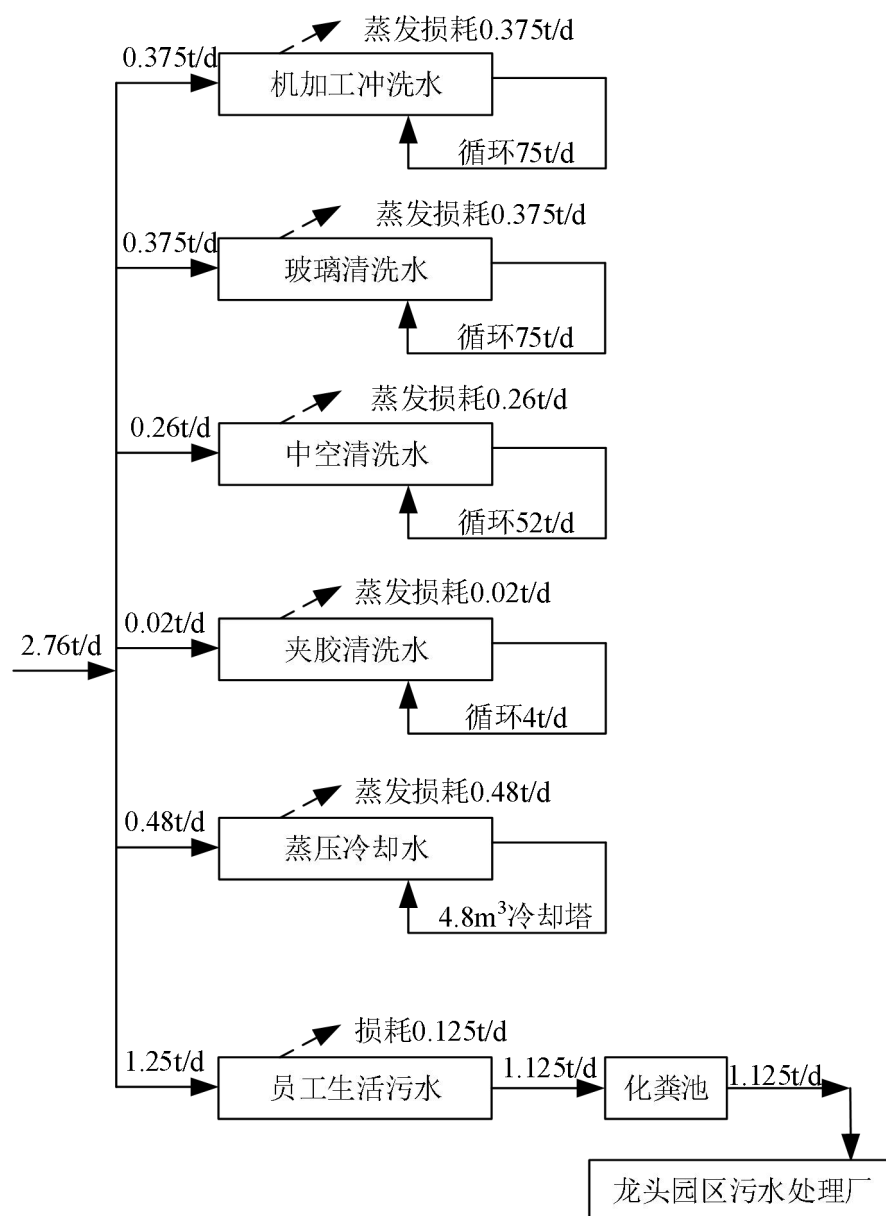 蒸发损耗0.375t/d
0.375t/d
机加工冲洗水
循环75t/d
蒸发损耗0.375t/d
0.375t/d
玻璃清洗水
循环75t/d
蒸发损耗0.26t/d
0.26t/d
中空清洗水
循环52t/d
蒸发损耗0.02t/d
0.02t/d
2.76t/d
夹胶清洗水
循环4t/d
蒸发损耗0.48t/d
0.48t/d
蒸压冷却水
4.8m³冷却塔
损耗0.125t/d
1.25t/d
员工生活污水
1.125t/d
化粪池
1.125t/d
龙头园区污水处理厂